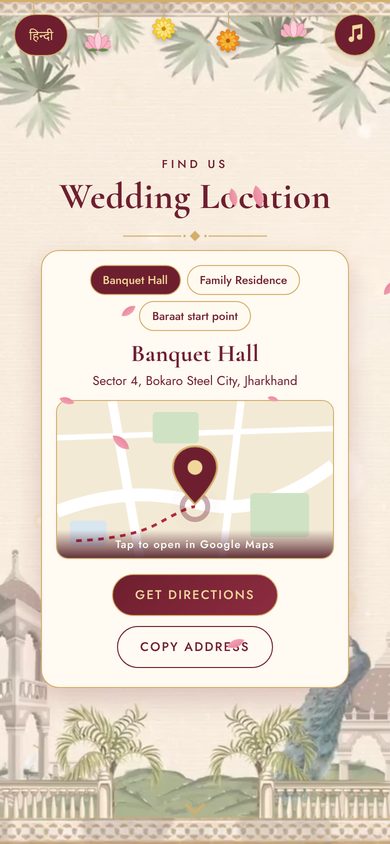 हिन्दी
FIND US
Wedding Location
Banquet Hall
Family Residence
Baraat start point
Banquet Hall
Sector 4, Bokaro Steel City, Jharkhand
Tap to open in Google Maps
GET DIRECTIONS
COPY ADDRESS